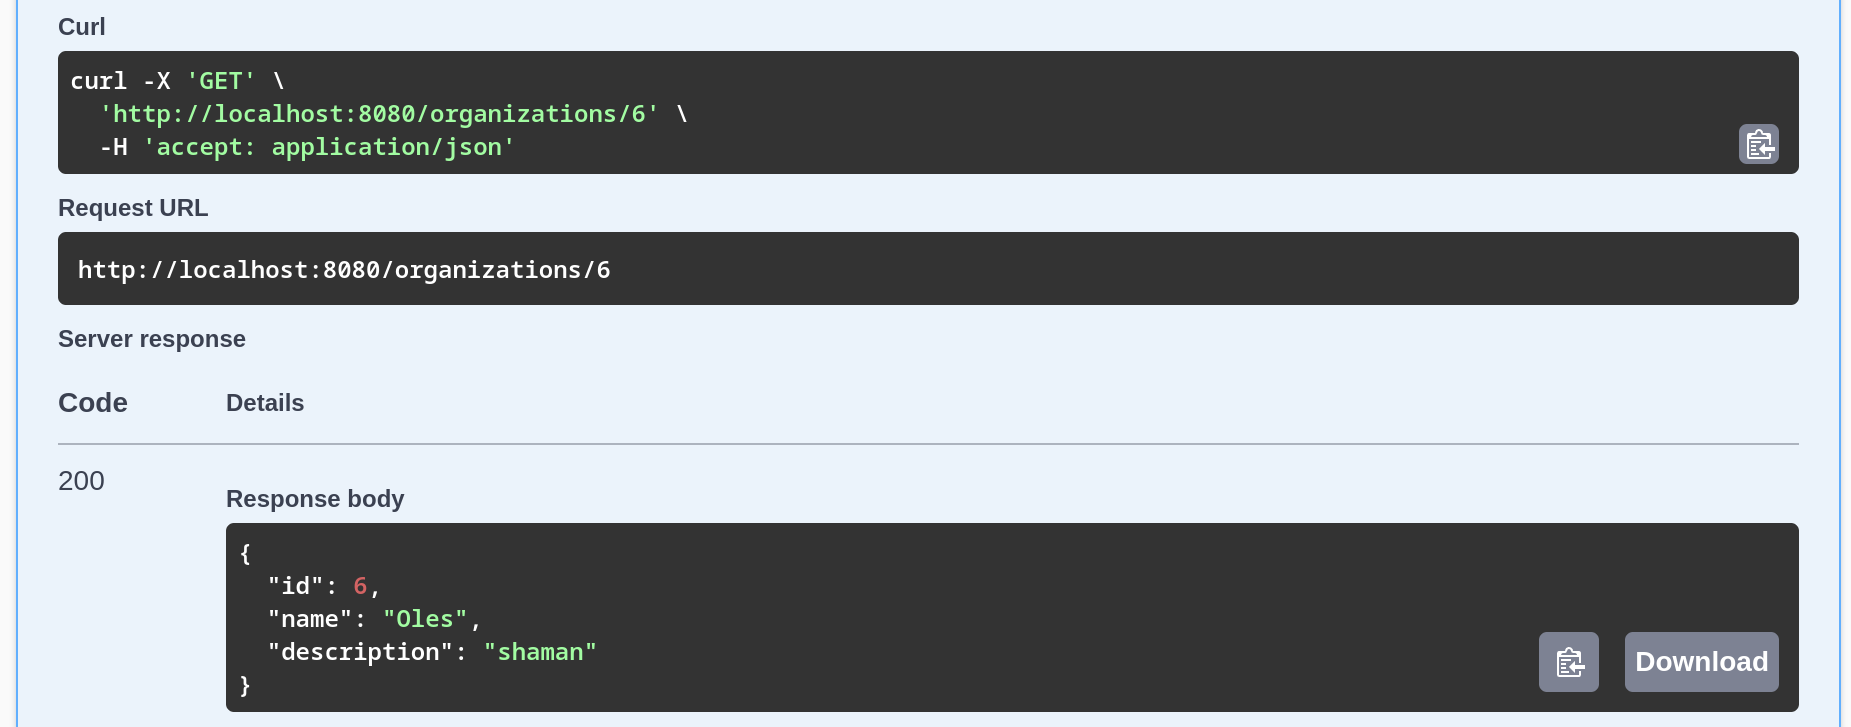 Curl
curl -X 'GET' \
  'http://localhost:8080/organizations/6' \
  -H 'accept: application/json'
Request URL
http://localhost:8080/organizations/6
Server response
Code Details
200
Response body
{
  "id": 6,
  "name": "Oles",
  "description": "shaman"
}
Download